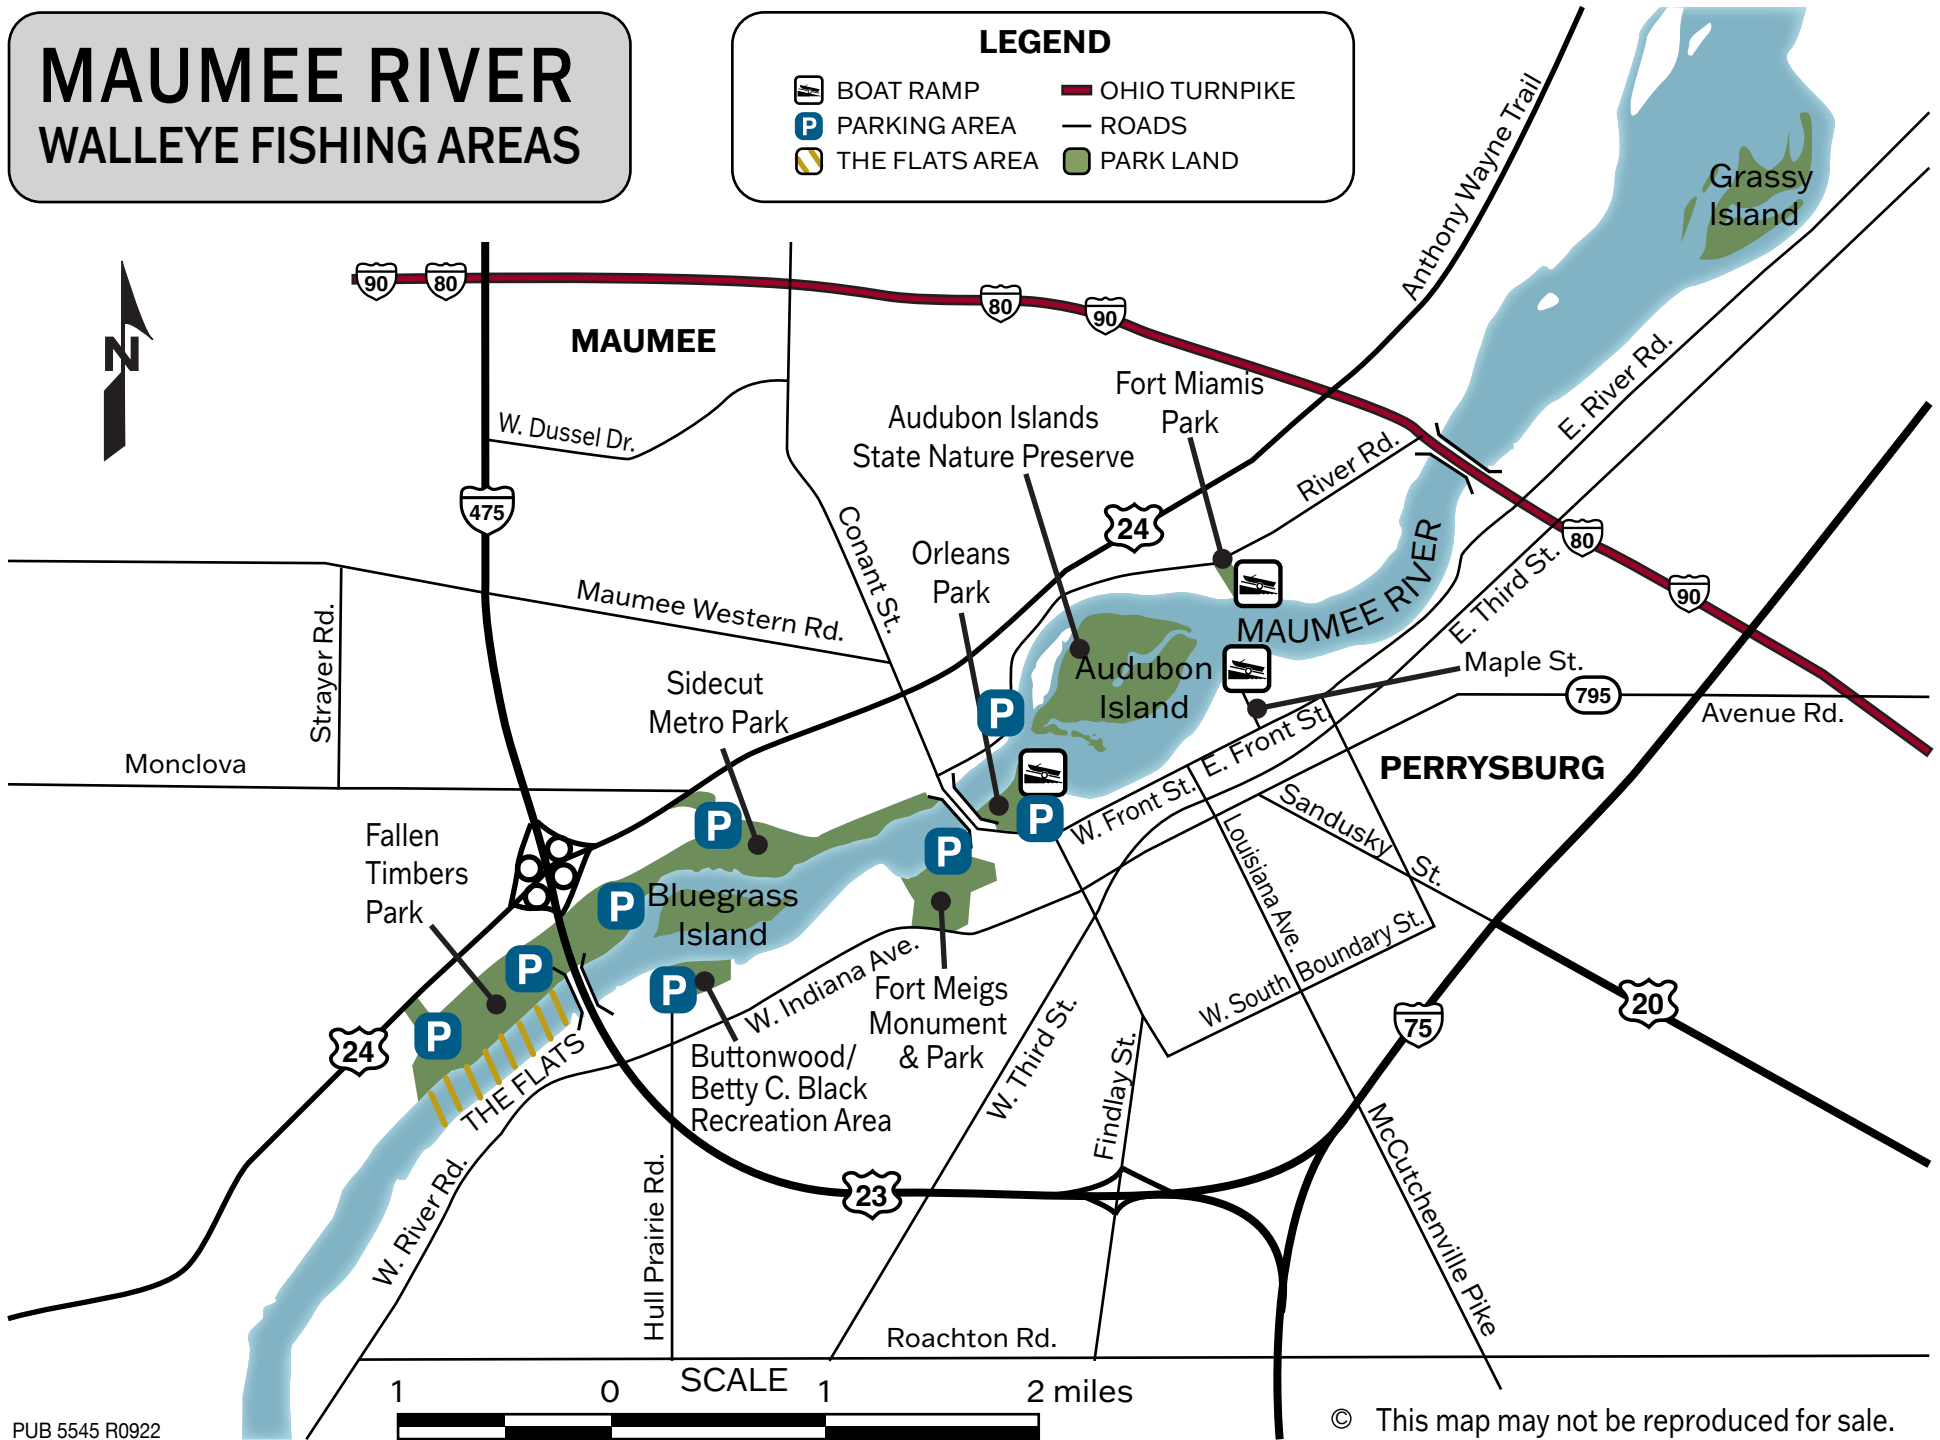 MAUMEE RIVER
WALLEYE FISHING AREAS
LEGEND
BOAT RAMP
OHIO TURNPIKE
P PARKING AREA
ROADS
THE FLATS AREA
PARK LAND
Anthony Wayne Trail
Grassy
Island
N
90
80
80
90
MAUMEE
Fort Miamis
Park
Audubon Islands
State Nature Preserve
E. River Rd.
W. Dussel Dr.
River Rd.
475
Conant St.
24
80
90
Orleans
Park
MAUMEE RIVER
E. Third St.
Maumee Western Rd.
Strayer Rd.
Audubon
Island
Maple St.
795
Avenue Rd.
Sidecut
Metro Park
P
E. Front St.
PERRYSBURG
Monclova
P
P
W. Front St.
Sandusky
St.
Louisiana Ave.
Fallen
Timbers
Park
P
P
Bluegrass
Island
W. South Boundary St.
W. Indiana Ave.
P
P
P
Fort Meigs
Monument
& Park
20
75
24
THE FLATS
Buttonwood/
Betty C. Black
Recreation Area
W. Third St.
Findlay St.
McCutchenville Pike
W. River Rd.
Hull Prairie Rd.
23
Roachton Rd.
SCALE
1 0 1 2 miles
PUB 5545 R0922
© This map may not be reproduced for sale.